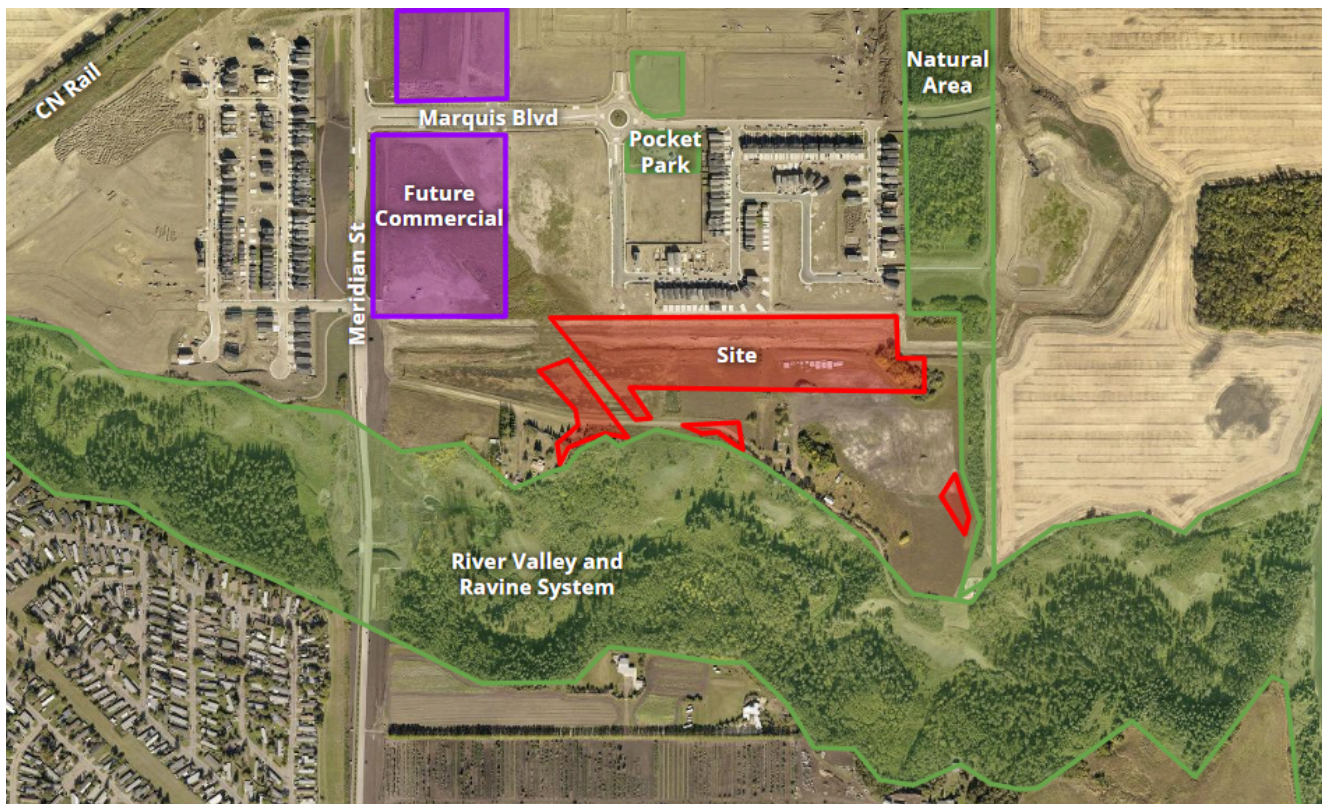 CN Rail
Natural
Area
Marquis Blvd
Pocket
Park
Future
Commercial
Meridian St
Site
River Valley and
Ravine System